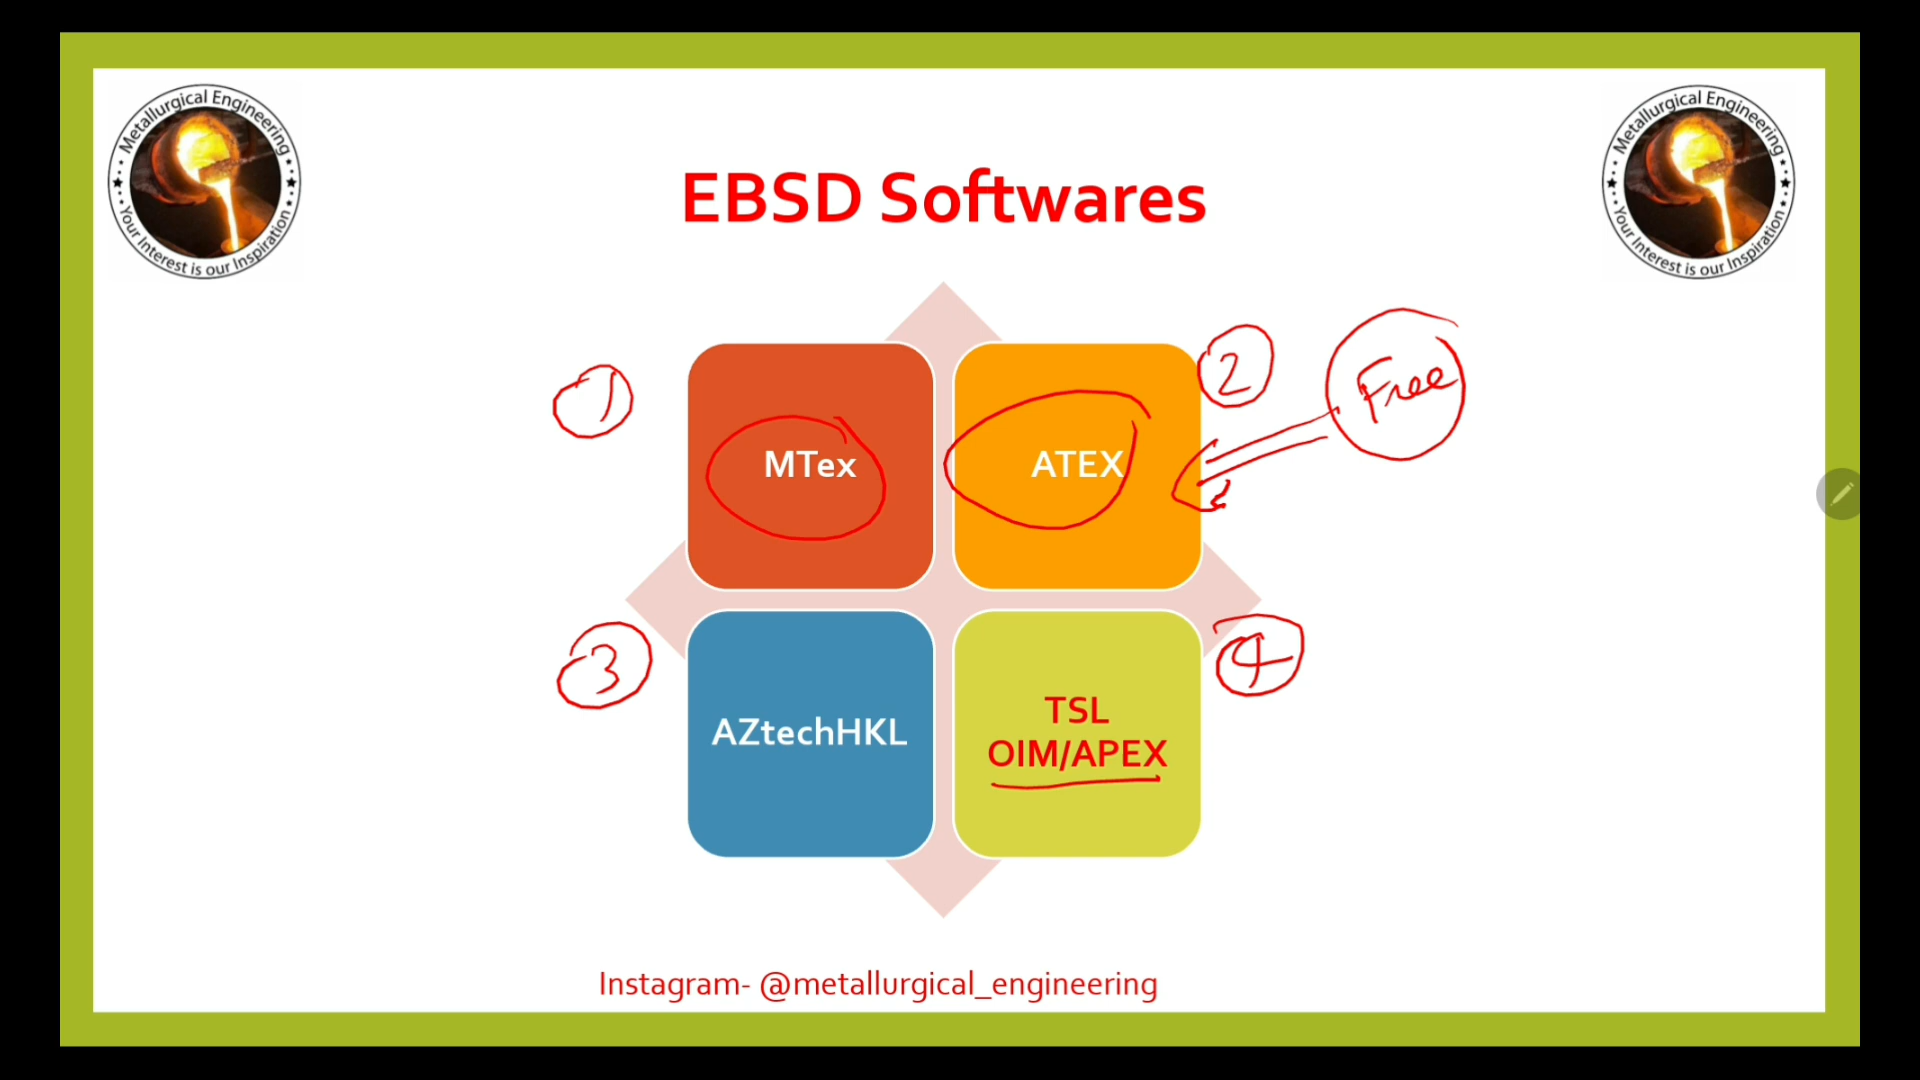 Metallurgical Engineering
Your Interest is our Inspiration
Metallurgical Engineering
Your Interest is our Inspiration
EBSD Softwares
1
MTex
ATEX
2
Free
3
AZtechHKL
TSL
OIM/APEX
4
Instagram- @metallurgical_engineering